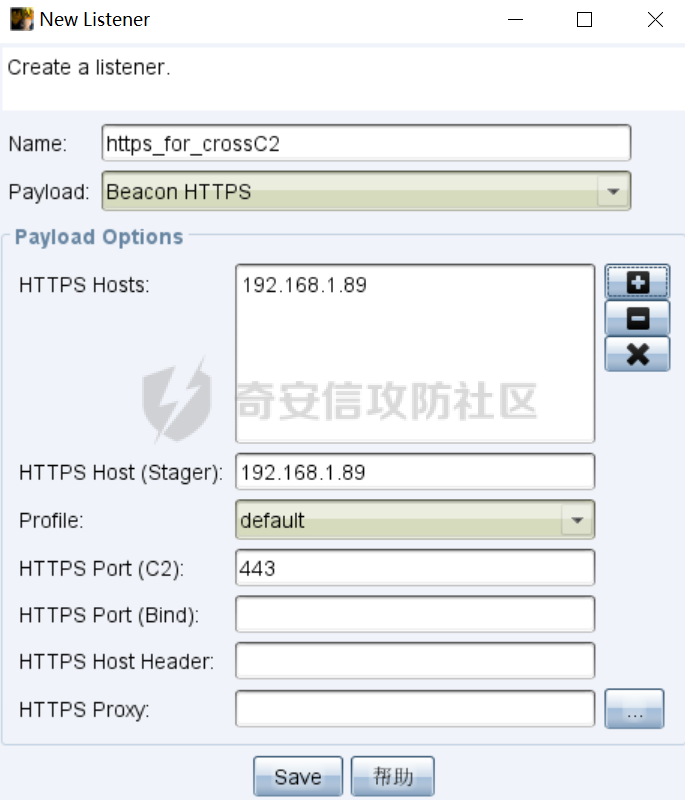 New Listener
Create a listener.
Name: https_for_crossC2
Payload: Beacon HTTPS
Payload Options
HTTPS Hosts: 192.168.1.89
奇安信攻防社区
HTTPS Host (Stager): 192.168.1.89
Profile: default
HTTPS Port (C2): 443
HTTPS Port (Bind):
HTTPS Host Header:
HTTPS Proxy: ...
Save 帮助